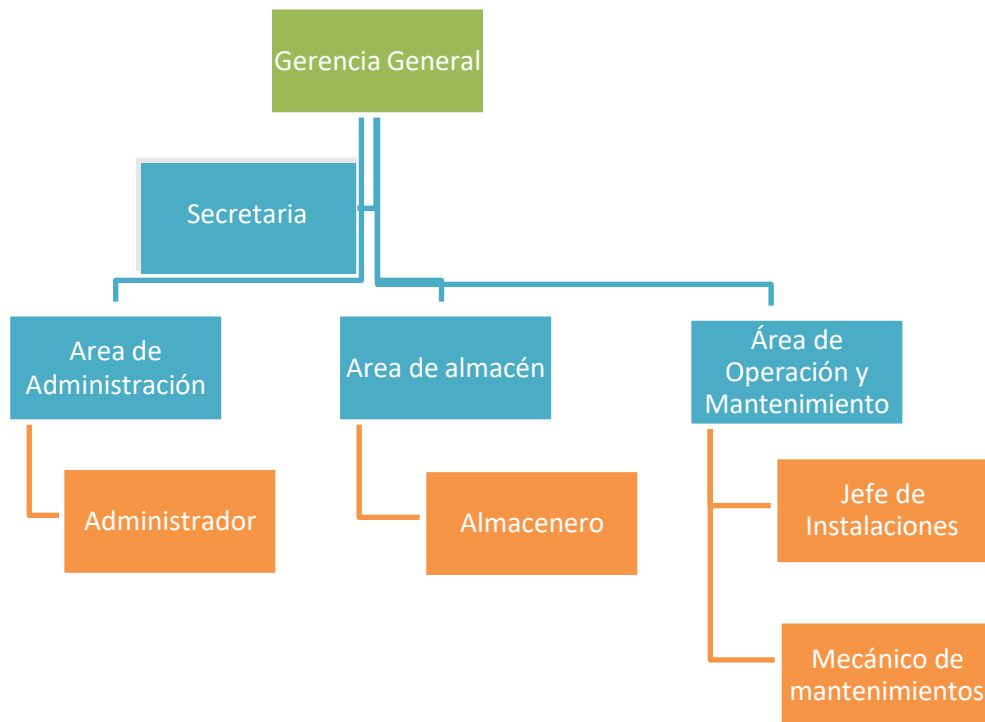 Gerencia General
Secretaria
Area de
Administración
Area de almacén
Área de
Operación y
Mantenimiento
Administrador
Almacenero
Jefe de
Instalaciones
Mecánico de
mantenimientos